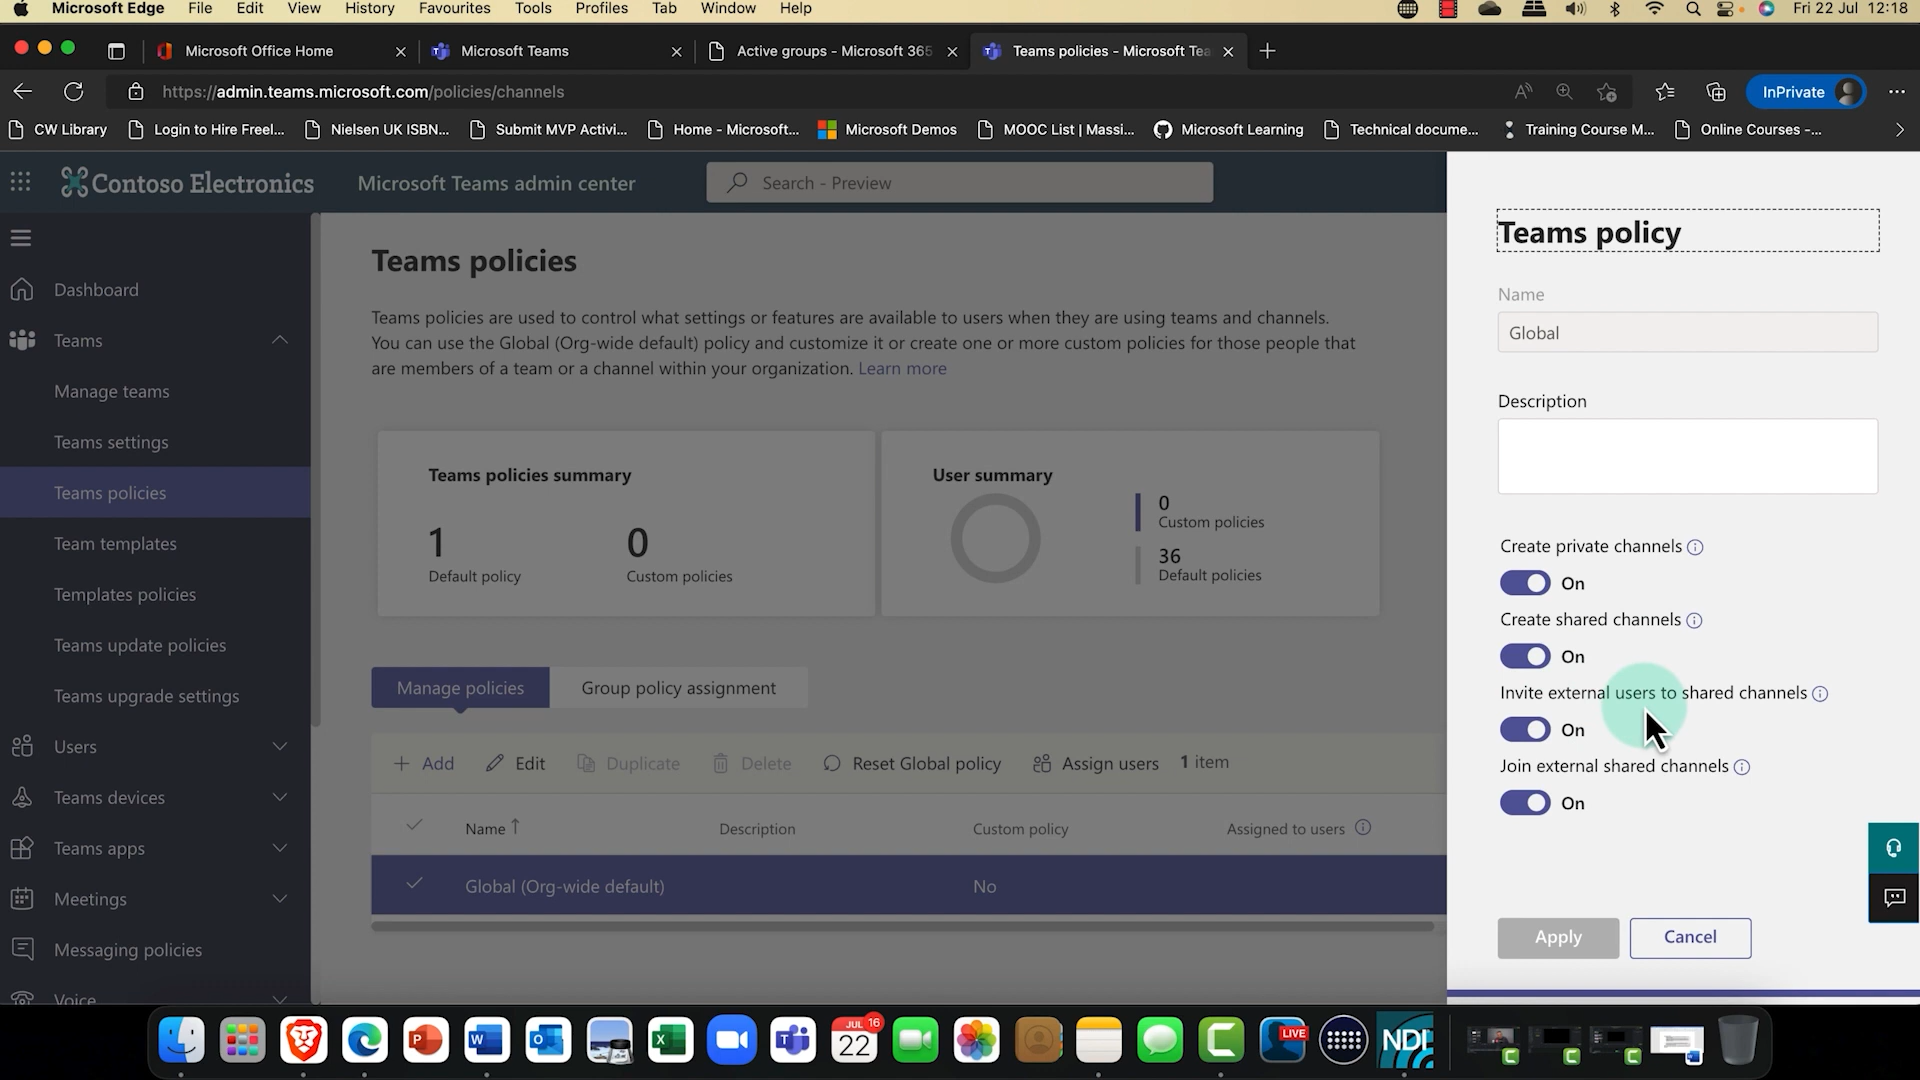 Microsoft Edge File Edit View History Favourites Tools Profiles Tab Window Help Fri 22 Jul 12:18
Microsoft Office Home
Microsoft Teams
Active groups - Microsoft 365
Teams policies - Microsoft Tea
https://admin.teams.microsoft.com/policies/channels
InPrivate
CW Library
Login to Hire Freel...
Nielsen UK ISBN...
Submit MVP Activi...
Home - Microsoft...
Microsoft Demos
MOOC List | Massi...
Microsoft Learning
Technical docume...
Training Course M...
Online Courses -...
Contoso Electronics
Microsoft Teams admin center
Search - Preview
Dashboard
Teams
Manage teams
Teams settings
Teams policies
Team templates
Templates policies
Teams update policies
Teams upgrade settings
Users
Teams devices
Teams apps
Meetings
Messaging policies
Voice
Teams policies
Teams policies are used to control what settings or features are available to users when they are using teams and channels.
You can use the Global (Org-wide default) policy and customize it or create one or more custom policies for those people that
are members of a team or a channel within your organization. Learn more
Teams policies summary
1
Default policy
0
Custom policies
User summary
0
Custom policies
36
Default policies
Manage policies
Group policy assignment
Add Edit Duplicate Delete Reset Global policy Assign users 1 item
Name Description Custom policy Assigned to users
Global (Org-wide default) No
Teams policy
Name
Global
Description
Create private channels
On
Create shared channels
On
Invite external users to shared channels
On
Join external shared channels
On
Apply
Cancel
JUL 16
22
LIVE
NDI